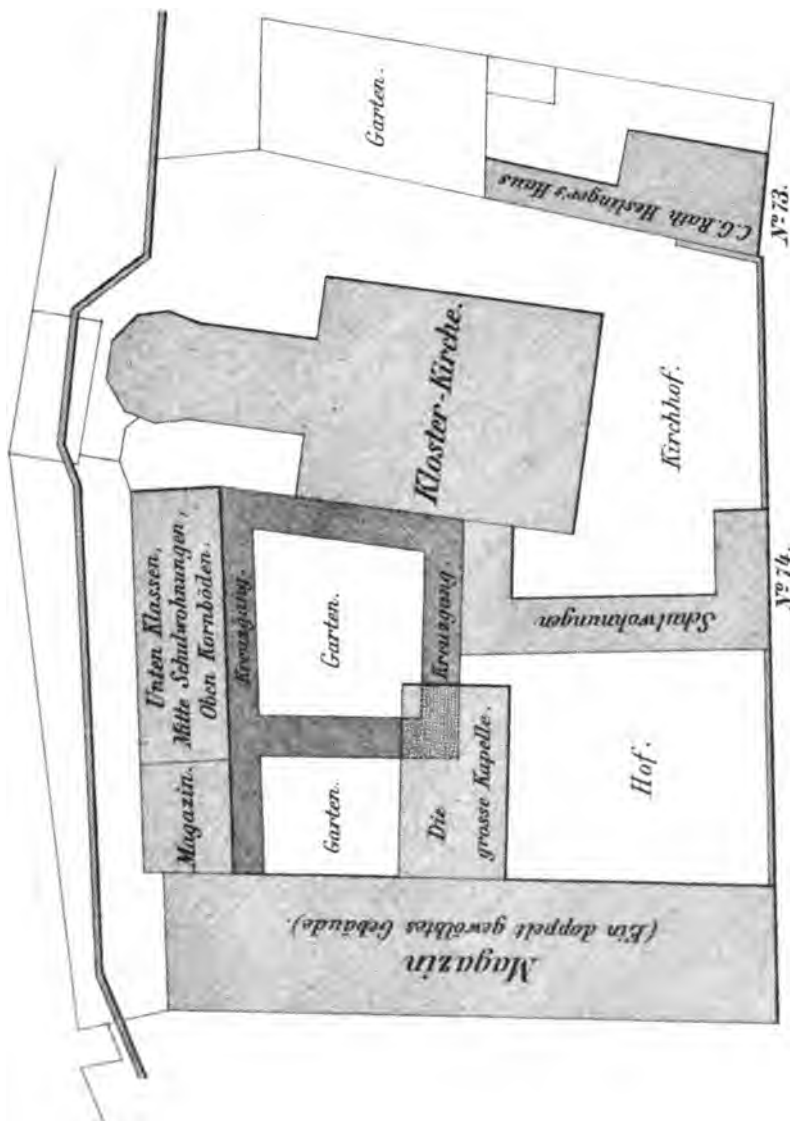 Garten.
C.G. Rath Heslinger's Haus
Nº 73.
Kloster-Kirche.
Kirchhof.
Unten Klassen,
Mitte Schulwohnungen,
Oben Kornböden.
Kreuzgang.
Garten.
Kreuzgang.
Schulwohnungen
Nº 74.
Magazin.
Garten.
Die
grosse Kapelle.
Hof.
Magazin
(Ein doppelt gewölbtes Gebäude).